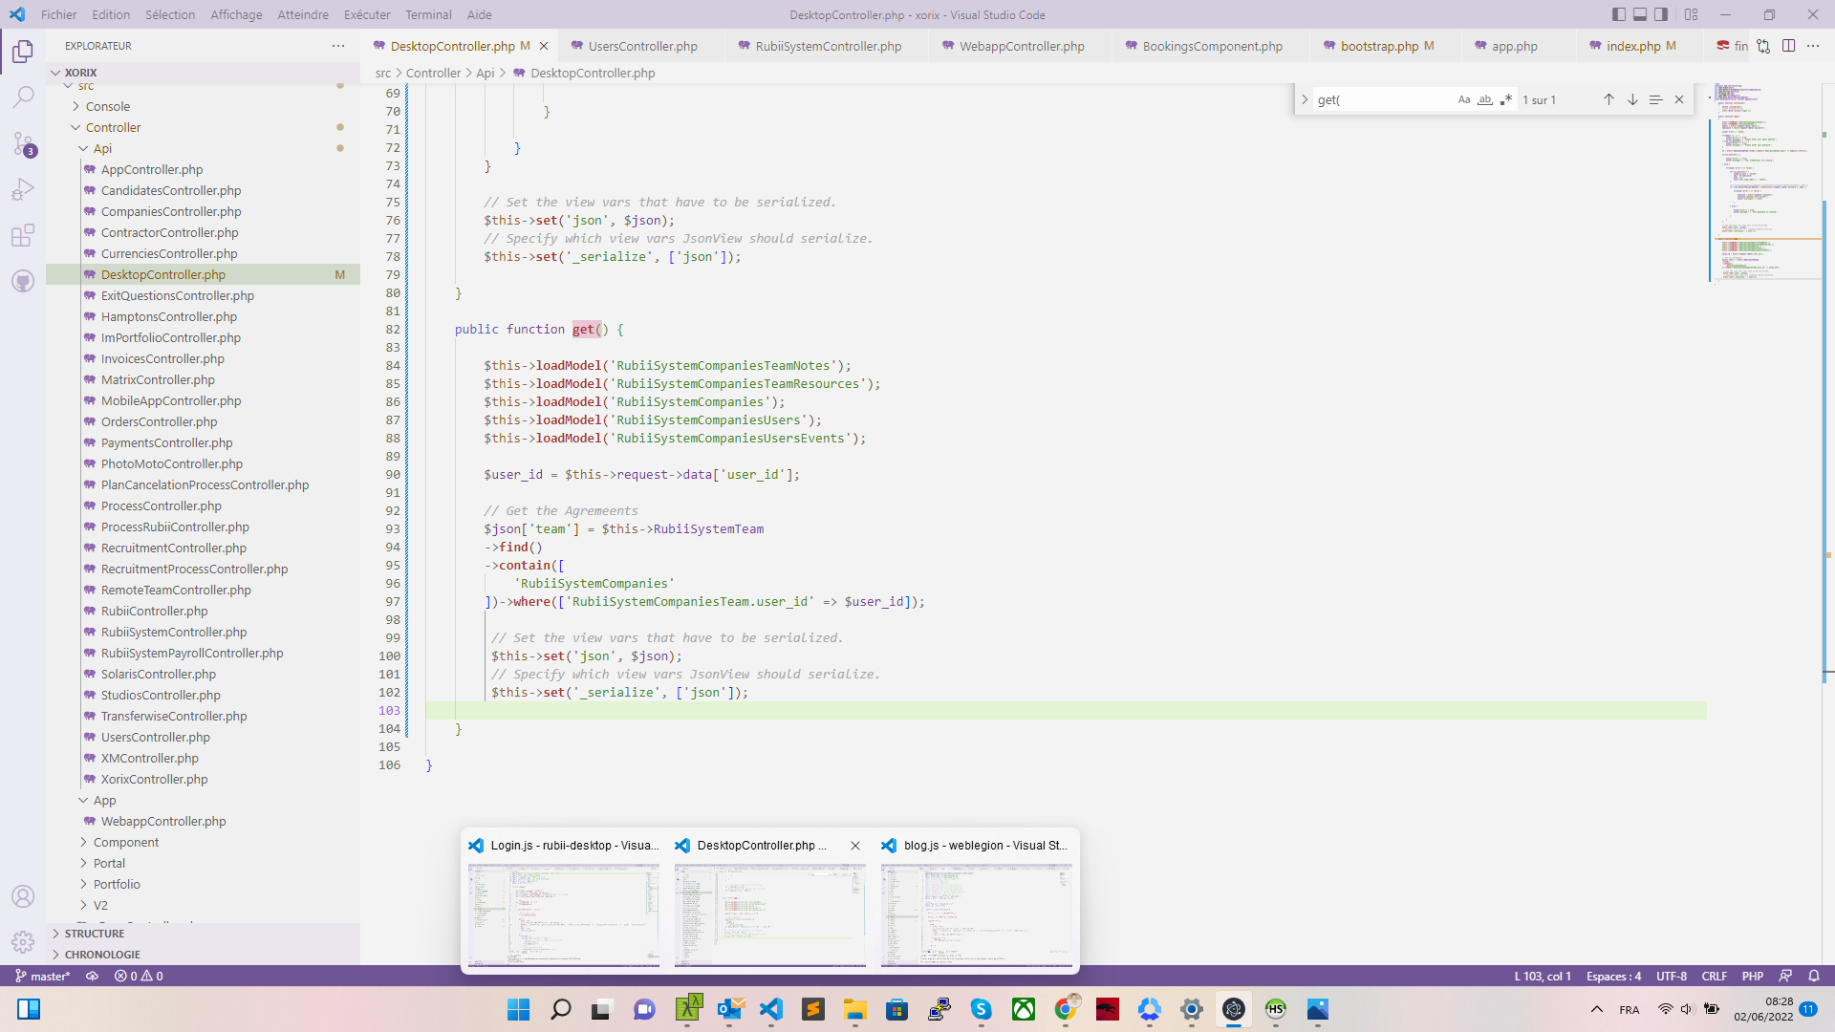 Fichier Edition Sélection Affichage Atteindre Exécuter Terminal Aide
DesktopController.php - xorix - Visual Studio Code
EXPLORATEUR
DesktopController.php M
UsersController.php
RubiiSystemController.php
WebappController.php
BookingsComponent.php
bootstrap.php M
app.php
index.php M
fin
XORIX
src
Console
Controller
Api
AppController.php
CandidatesController.php
CompaniesController.php
ContractorController.php
CurrenciesController.php
DesktopController.php M
ExitQuestionsController.php
HamptonsController.php
ImPortfolioController.php
InvoicesController.php
MatrixController.php
MobileAppController.php
OrdersController.php
PaymentsController.php
PhotoMotoController.php
PlanCancelationProcessController.php
ProcessController.php
ProcessRubiiController.php
RecruitmentController.php
RecruitmentProcessController.php
RemoteTeamController.php
RubiiController.php
RubiiSystemController.php
RubiiSystemPayrollController.php
SolarisController.php
StudiosController.php
TransferwiseController.php
UsersController.php
XMController.php
XorixController.php
App
WebappController.php
Component
Portal
Portfolio
V2
STRUCTURE
CHRONOLOGIE
3
src > Controller > Api > DesktopController.php
get( Aa ab 1 sur 1
69
70 }
71
72 }
73 }
74
75 // Set the view vars that have to be serialized.
76 $this->set('json', $json);
77 // Specify which view vars JsonView should serialize.
78 $this->set('_serialize', ['json']);
79
80 }
81
82 public function get() {
83
84 $this->loadModel('RubiiSystemCompaniesTeamNotes');
85 $this->loadModel('RubiiSystemCompaniesTeamResources');
86 $this->loadModel('RubiiSystemCompanies');
87 $this->loadModel('RubiiSystemCompaniesUsers');
88 $this->loadModel('RubiiSystemCompaniesUsersEvents');
89
90 $user_id = $this->request->data['user_id'];
91
92 // Get the Agremeents
93 $json['team'] = $this->RubiiSystemTeam
94 ->find()
95 ->contain([
96 'RubiiSystemCompanies'
97 ])->where(['RubiiSystemCompaniesTeam.user_id' => $user_id]);
98
99 // Set the view vars that have to be serialized.
100 $this->set('json', $json);
101 // Specify which view vars JsonView should serialize.
102 $this->set('_serialize', ['json']);
103
104 }
105
106 }
Login.js - rubii-desktop - Visua...
DesktopController.php ...
blog.js - weblegion - Visual St...
master* 0 0
L 103, col 1 Espaces : 4 UTF-8 CRLF PHP
FRA
08:28
02/06/2022
11